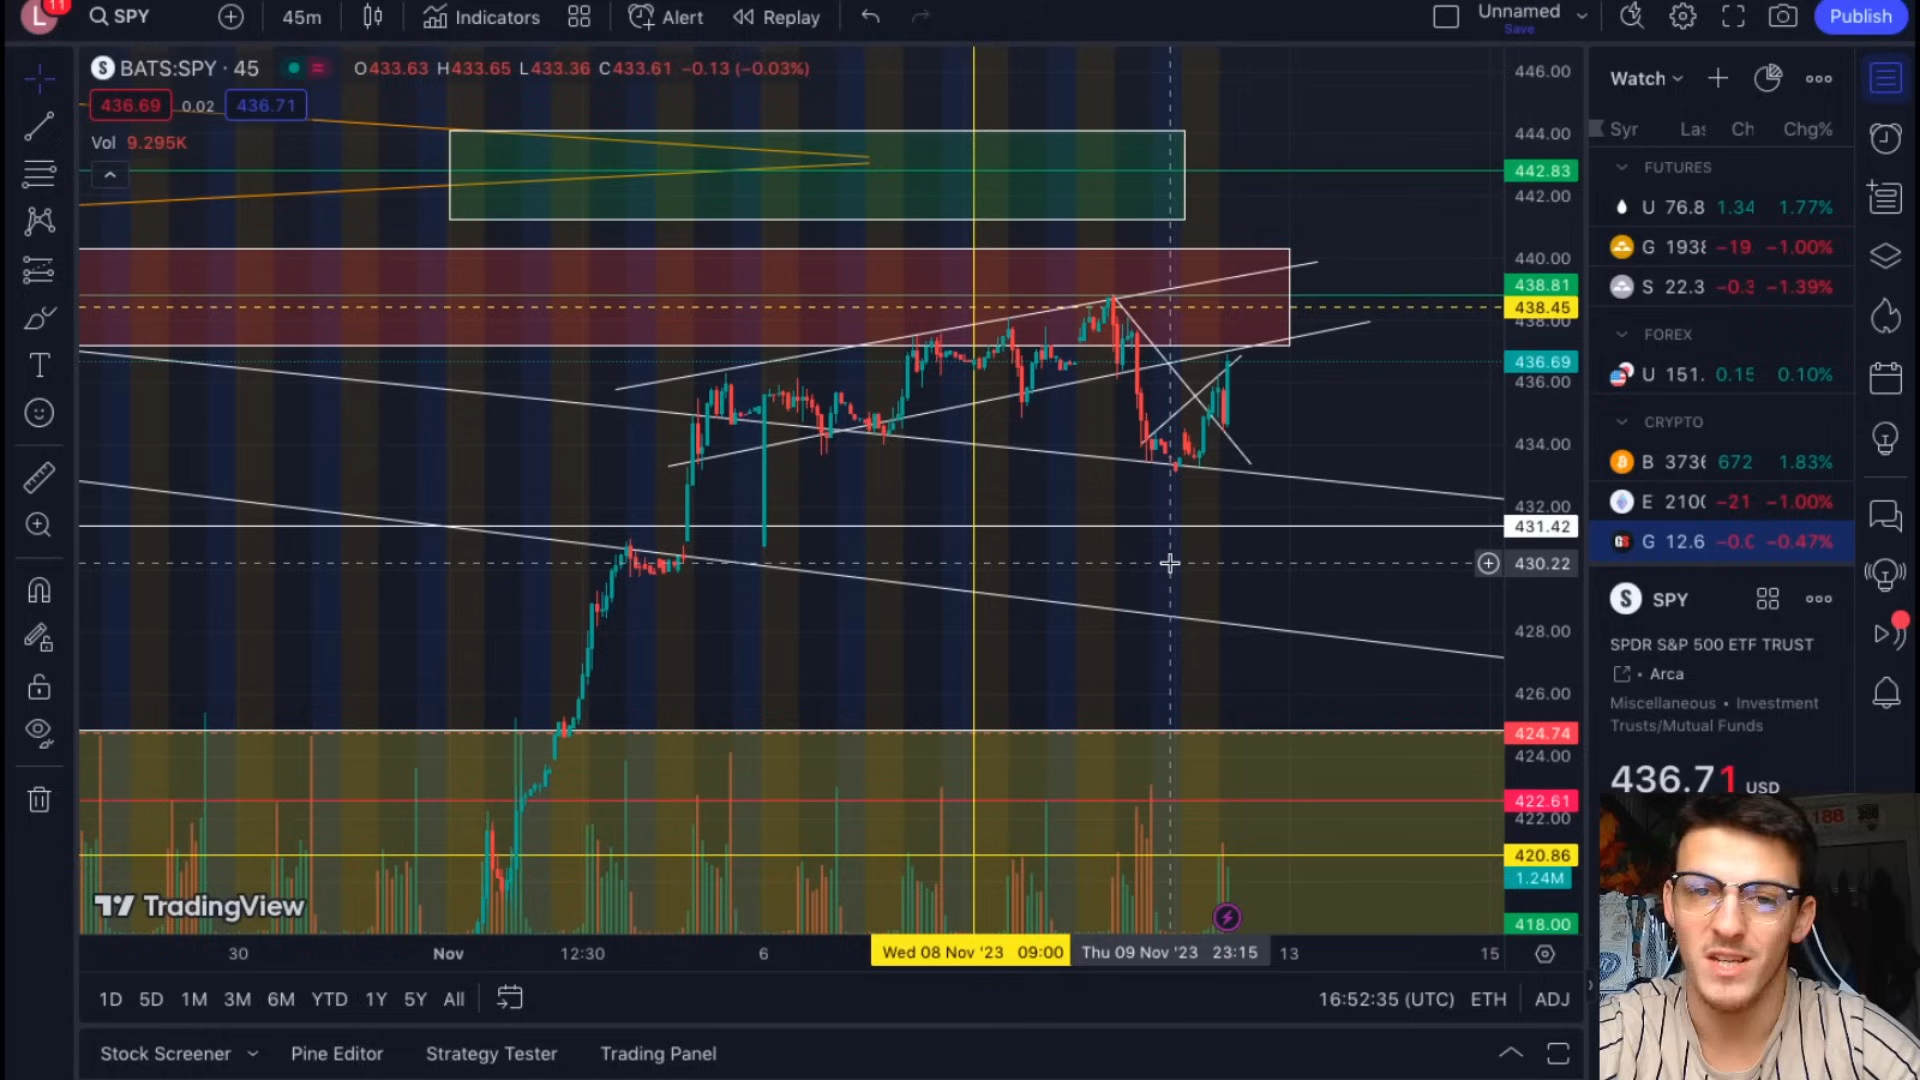 L 11 SPY 45m Indicators Alert Replay Unnamed Save Publish
S BATS:SPY · 45 O433.63 H433.65 L433.36 C433.61 −0.13 (−0.03%)
436.69 0.02 436.71
Vol 9.295K
446.00
444.00
442.83
442.00
440.00
438.81
438.45
438.00
436.69
436.00
434.00
432.00
431.42
430.22
428.00
426.00
424.74
424.00
422.61
422.00
420.86
1.24M
418.00
TradingView
30 Nov 12:30 6 Wed 08 Nov '23 09:00 Thu 09 Nov '23 23:15 13 15
1D 5D 1M 3M 6M YTD 1Y 5Y All 16:52:35 (UTC) ETH ADJ
Stock Screener Pine Editor Strategy Tester Trading Panel
Watch
Syr Las Ch Chg%
FUTURES
U 76.8 1.34 1.77%
G 1938 −19. −1.00%
S 22.3 −0.3 −1.39%
FOREX
U 151. 0.15 0.10%
CRYPTO
B 3736 672 1.83%
E 2100 −21 −1.00%
G 12.6 −0.0 −0.47%
S SPY
SPDR S&P 500 ETF TRUST
• Arca
Miscellaneous • Investment
Trusts/Mutual Funds
436.71 USD
188